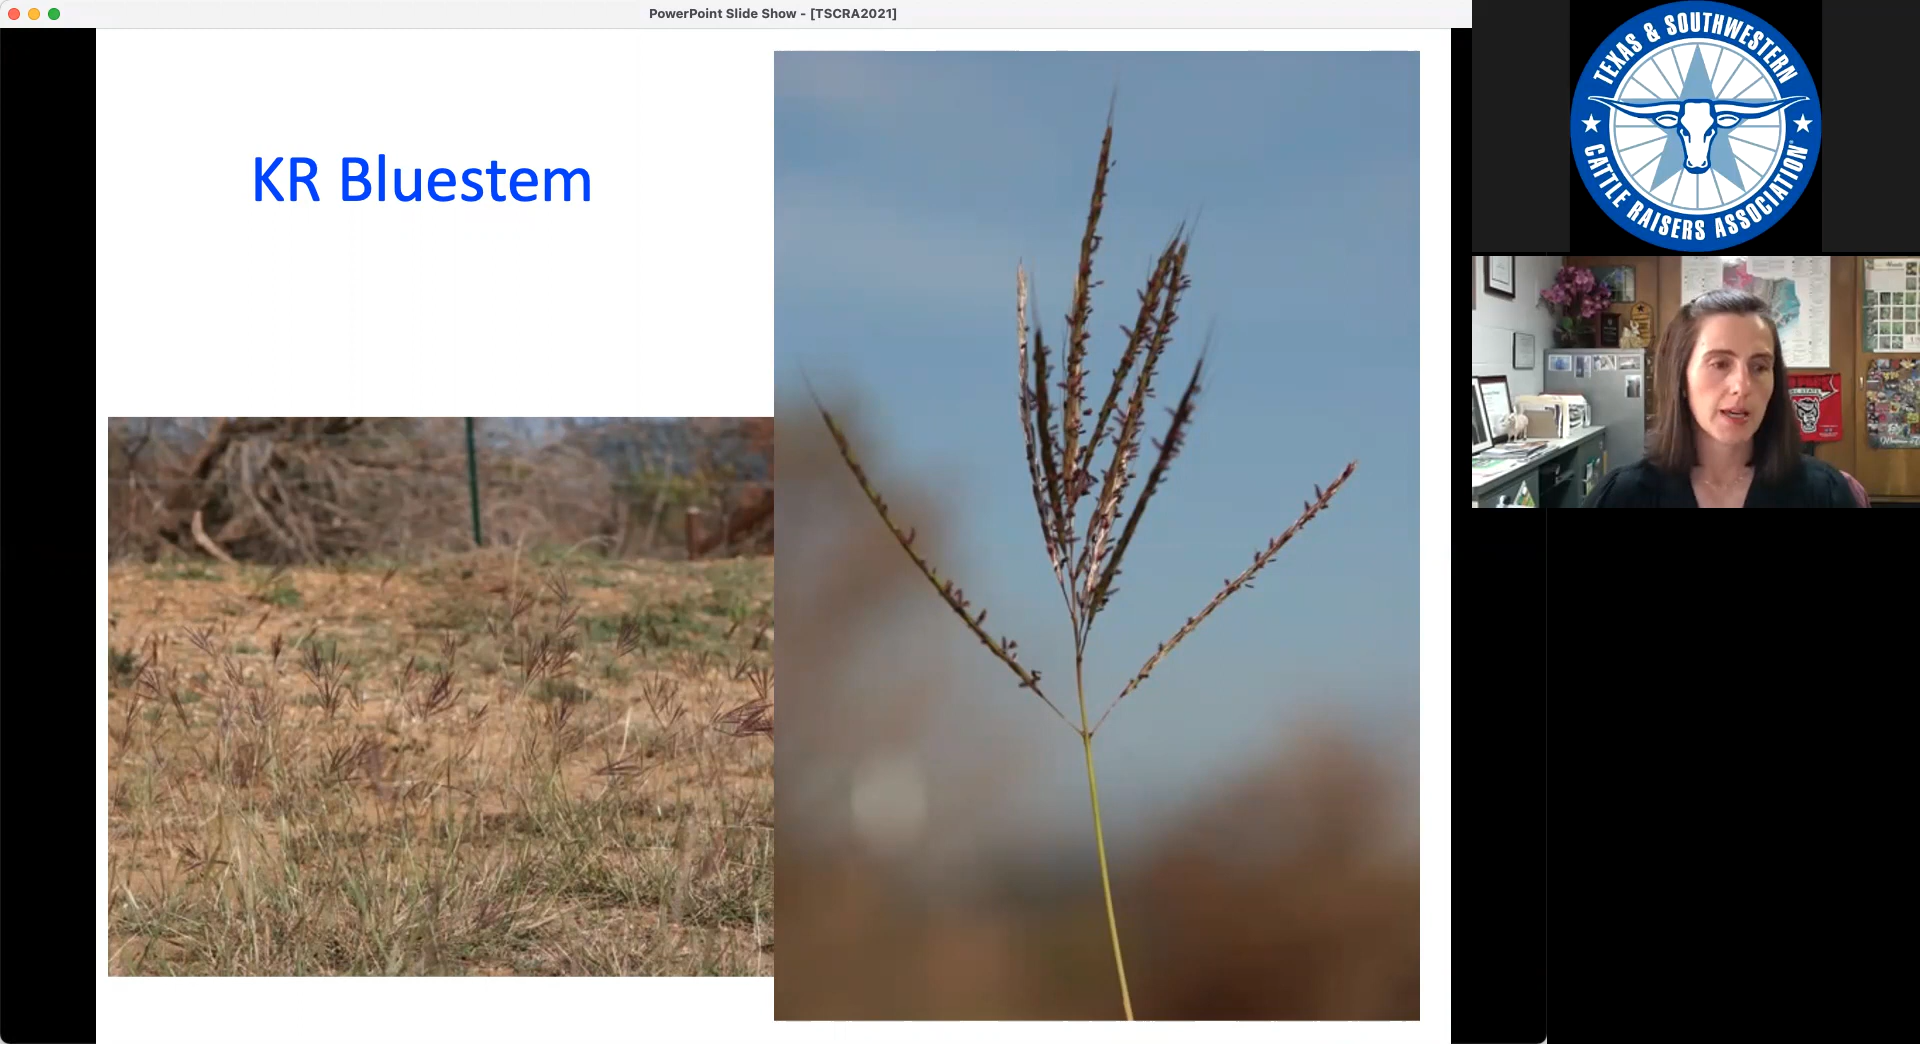 PowerPoint Slide Show - [TSCRA2021]
KR Bluestem
TEXAS & SOUTHWESTERN
CATTLE RAISERS ASSOCIATION